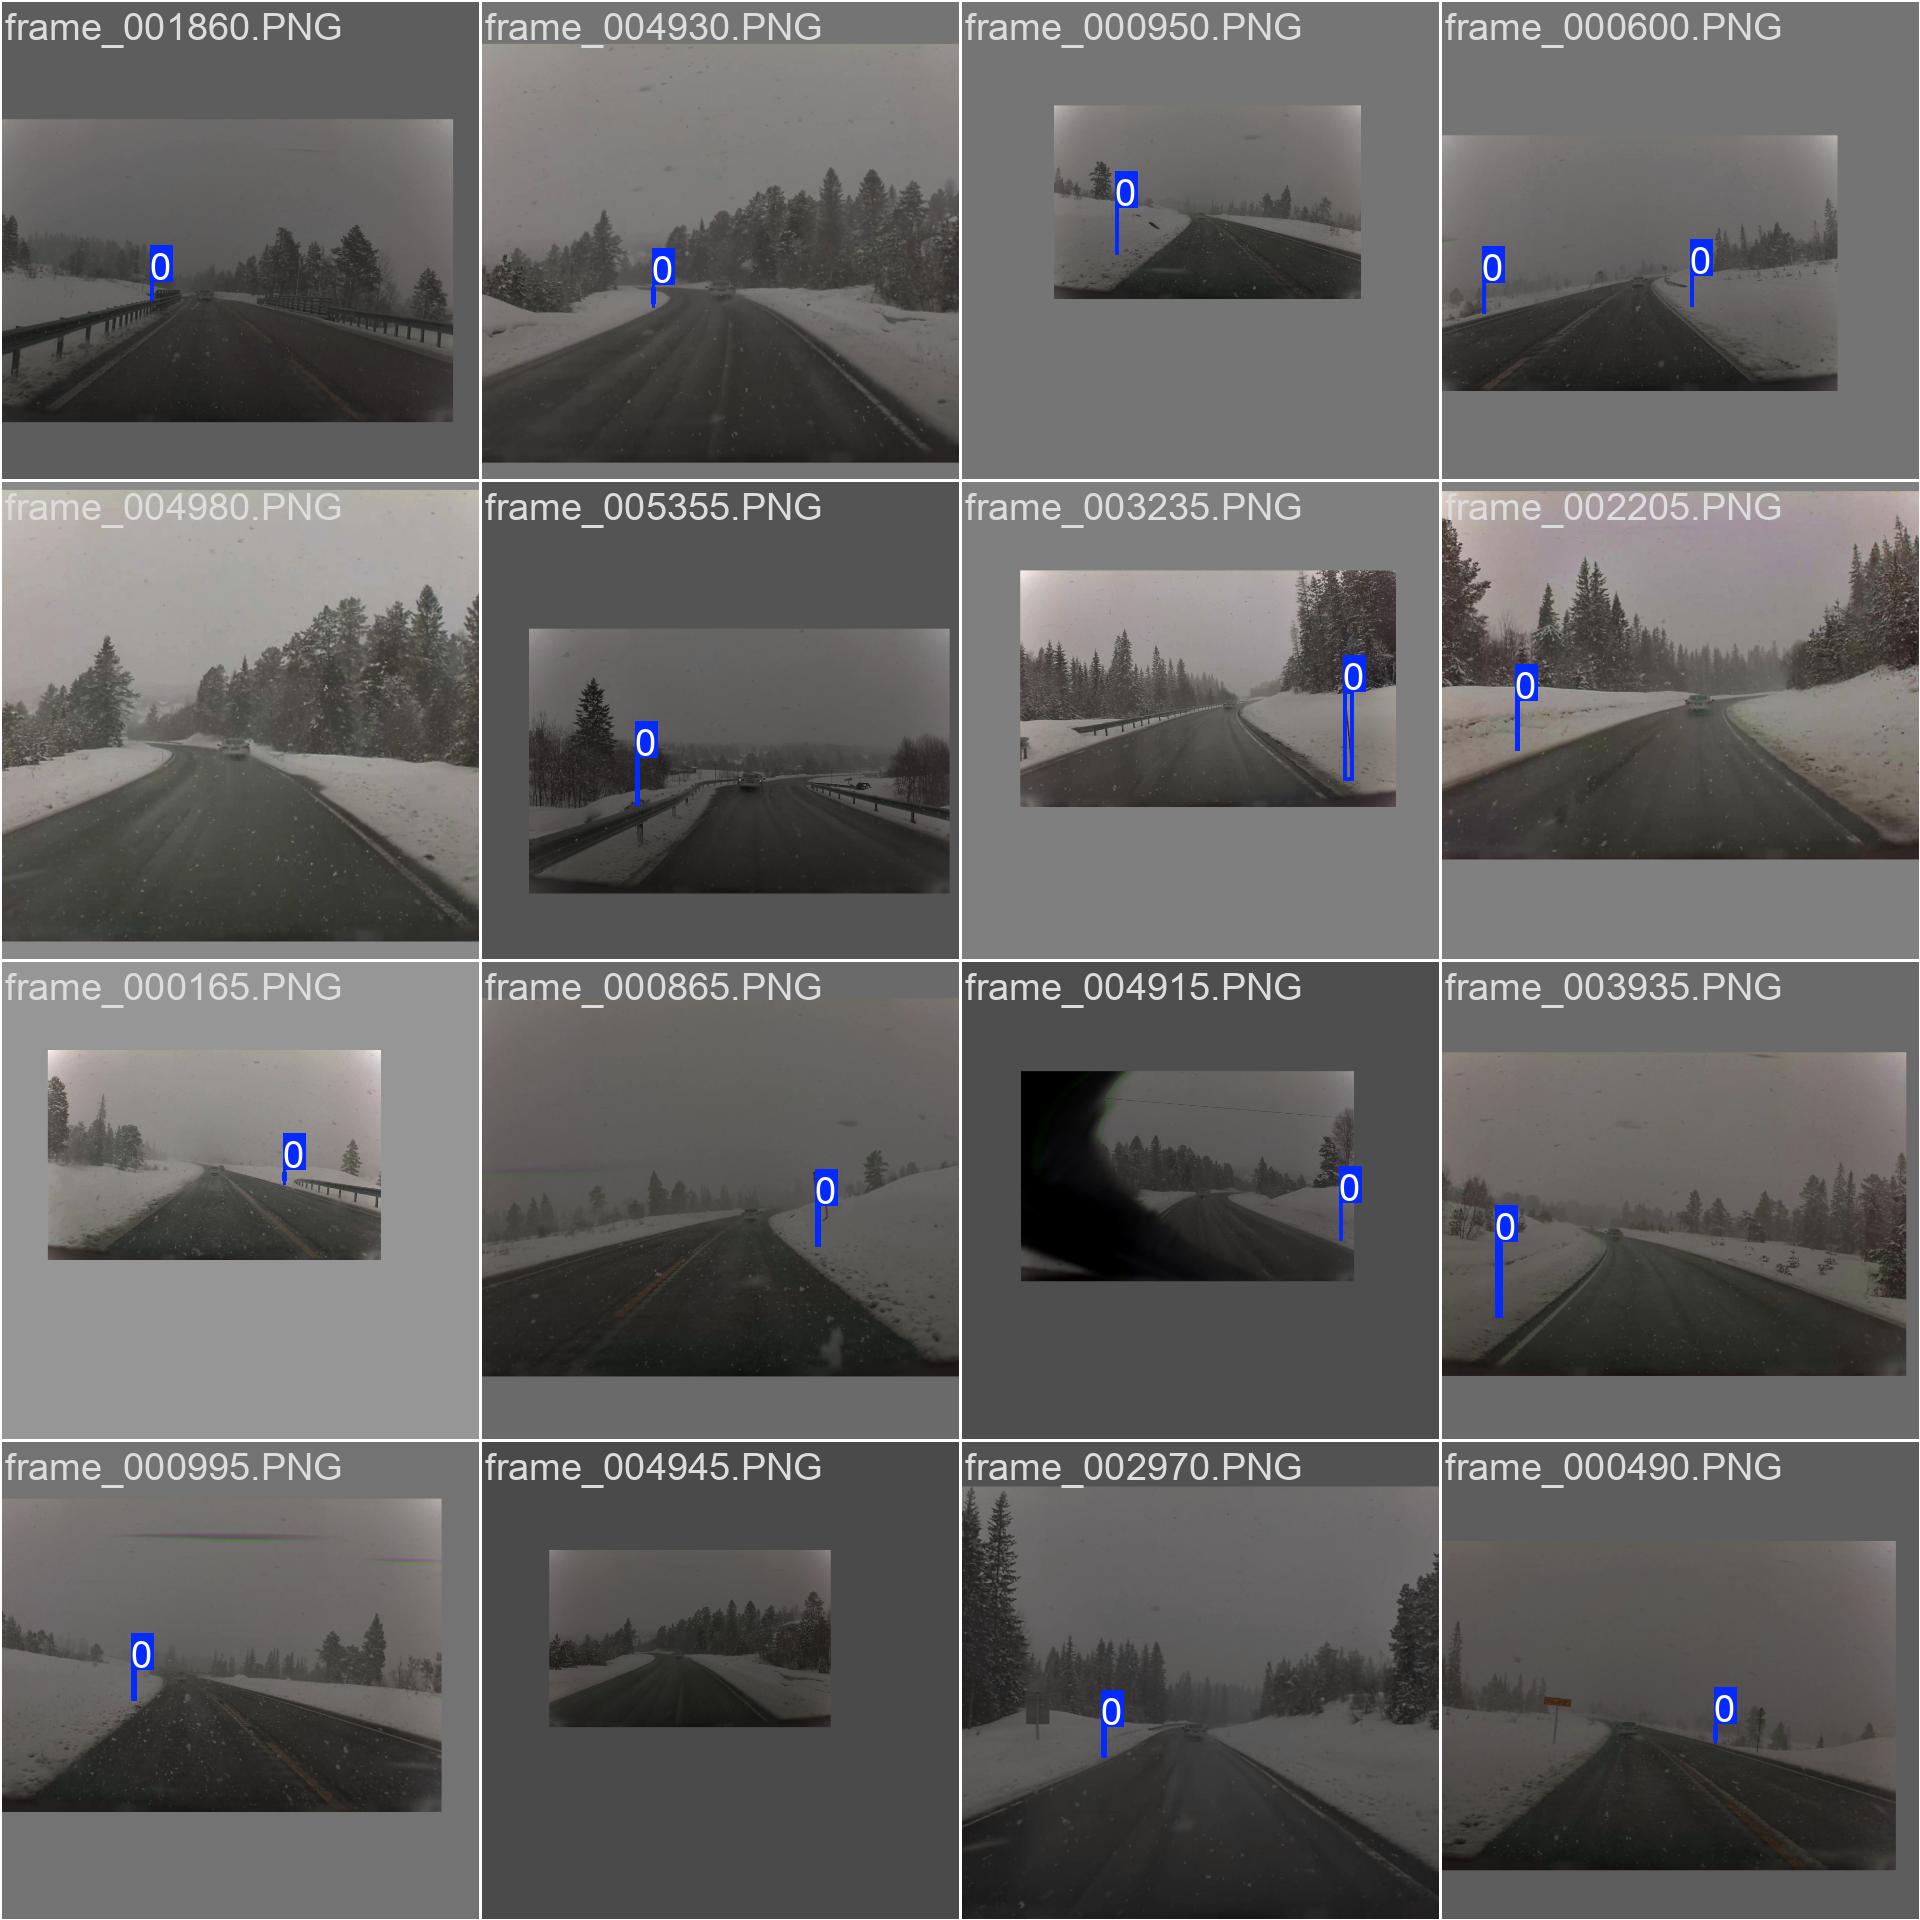 frame_001860.PNG
frame_004930.PNG
frame_000950.PNG
frame_000600.PNG
0
0
0
0
0
frame_004980.PNG
frame_005355.PNG
frame_003235.PNG
frame_002205.PNG
0
0
0
frame_000165.PNG
frame_000865.PNG
frame_004915.PNG
frame_003935.PNG
0
0
0
0
frame_000995.PNG
frame_004945.PNG
frame_002970.PNG
frame_000490.PNG
0
0
0